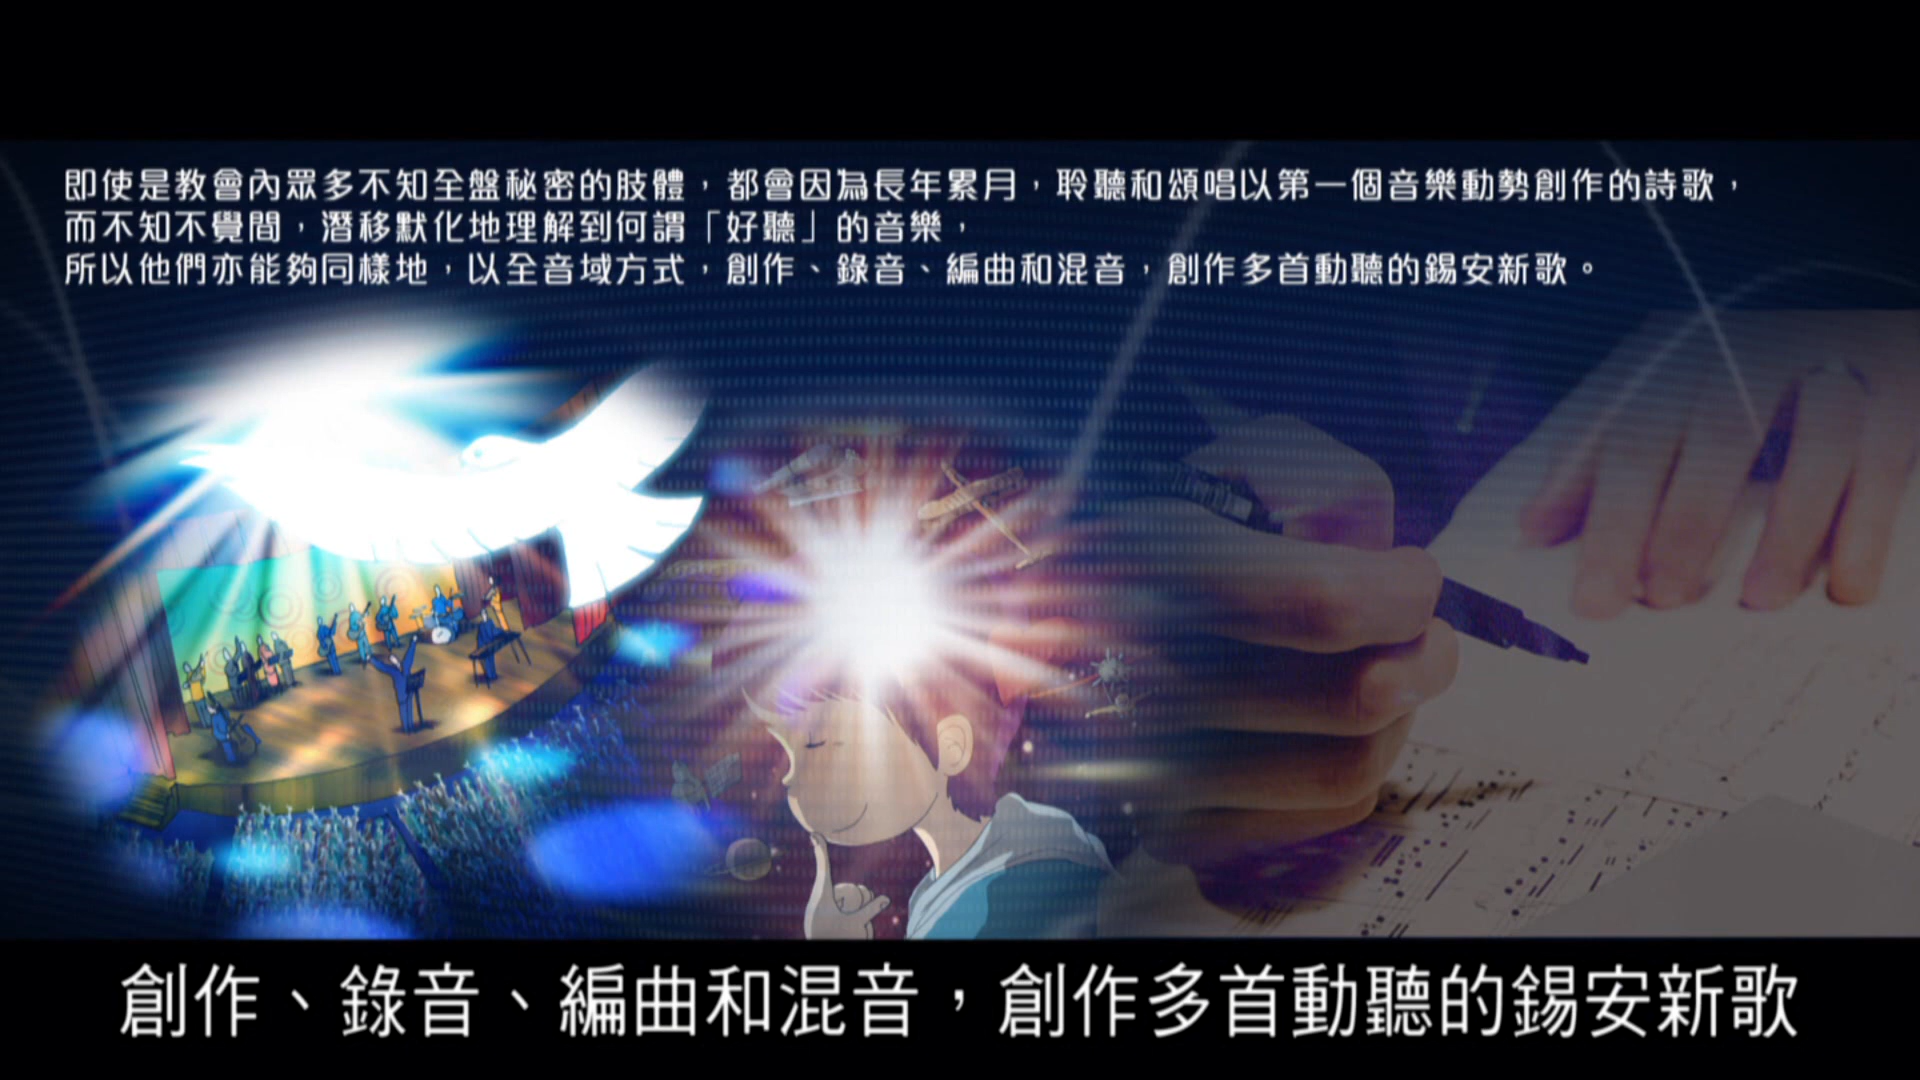 即使是教會內眾多不知全盤秘密的肢體，都會因為長年累月，聆聽和頌唱以第一個音樂動勢創作的詩歌，
而不知不覺間，潛移默化地理解到何謂「好聽」的音樂，
所以他們亦能夠同樣地，以全音域方式，創作、錄音、編曲和混音，創作多首動聽的錫安新歌。
創作、錄音、編曲和混音，創作多首動聽的錫安新歌